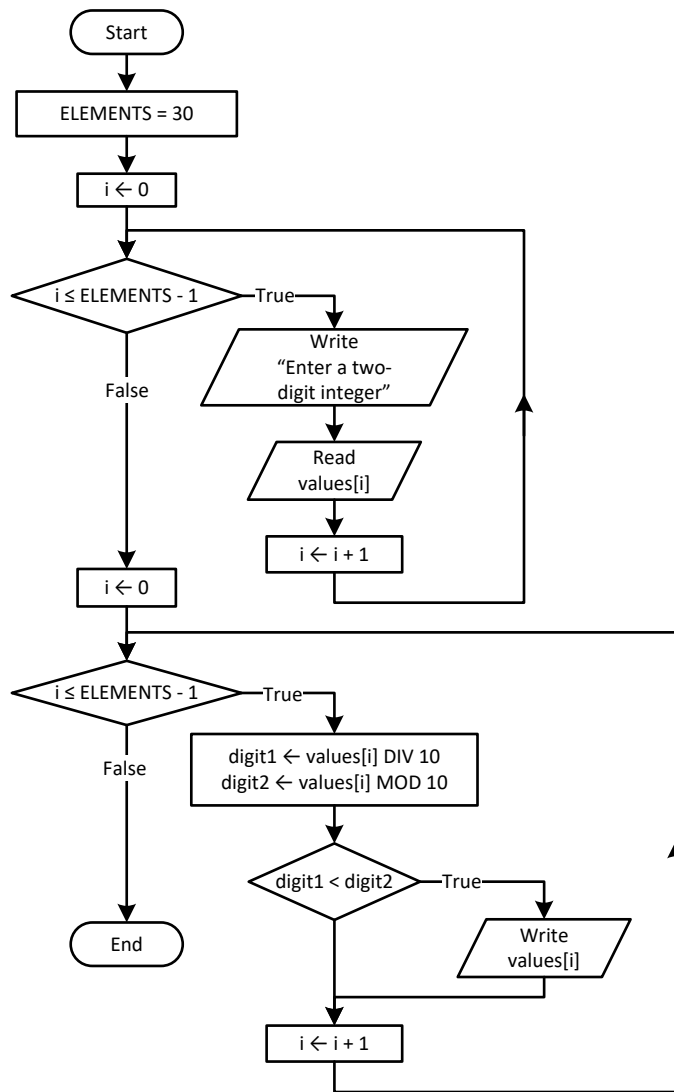 Start
ELEMENTS = 30
i ← 0
i ≤ ELEMENTS - 1
True
Write
“Enter a two-
digit integer”
False
Read
values[i]
i ← i + 1
i ← 0
i ≤ ELEMENTS - 1
True
digit1 ← values[i] DIV 10
digit2 ← values[i] MOD 10
False
digit1 < digit2
True
Write
values[i]
End
i ← i + 1